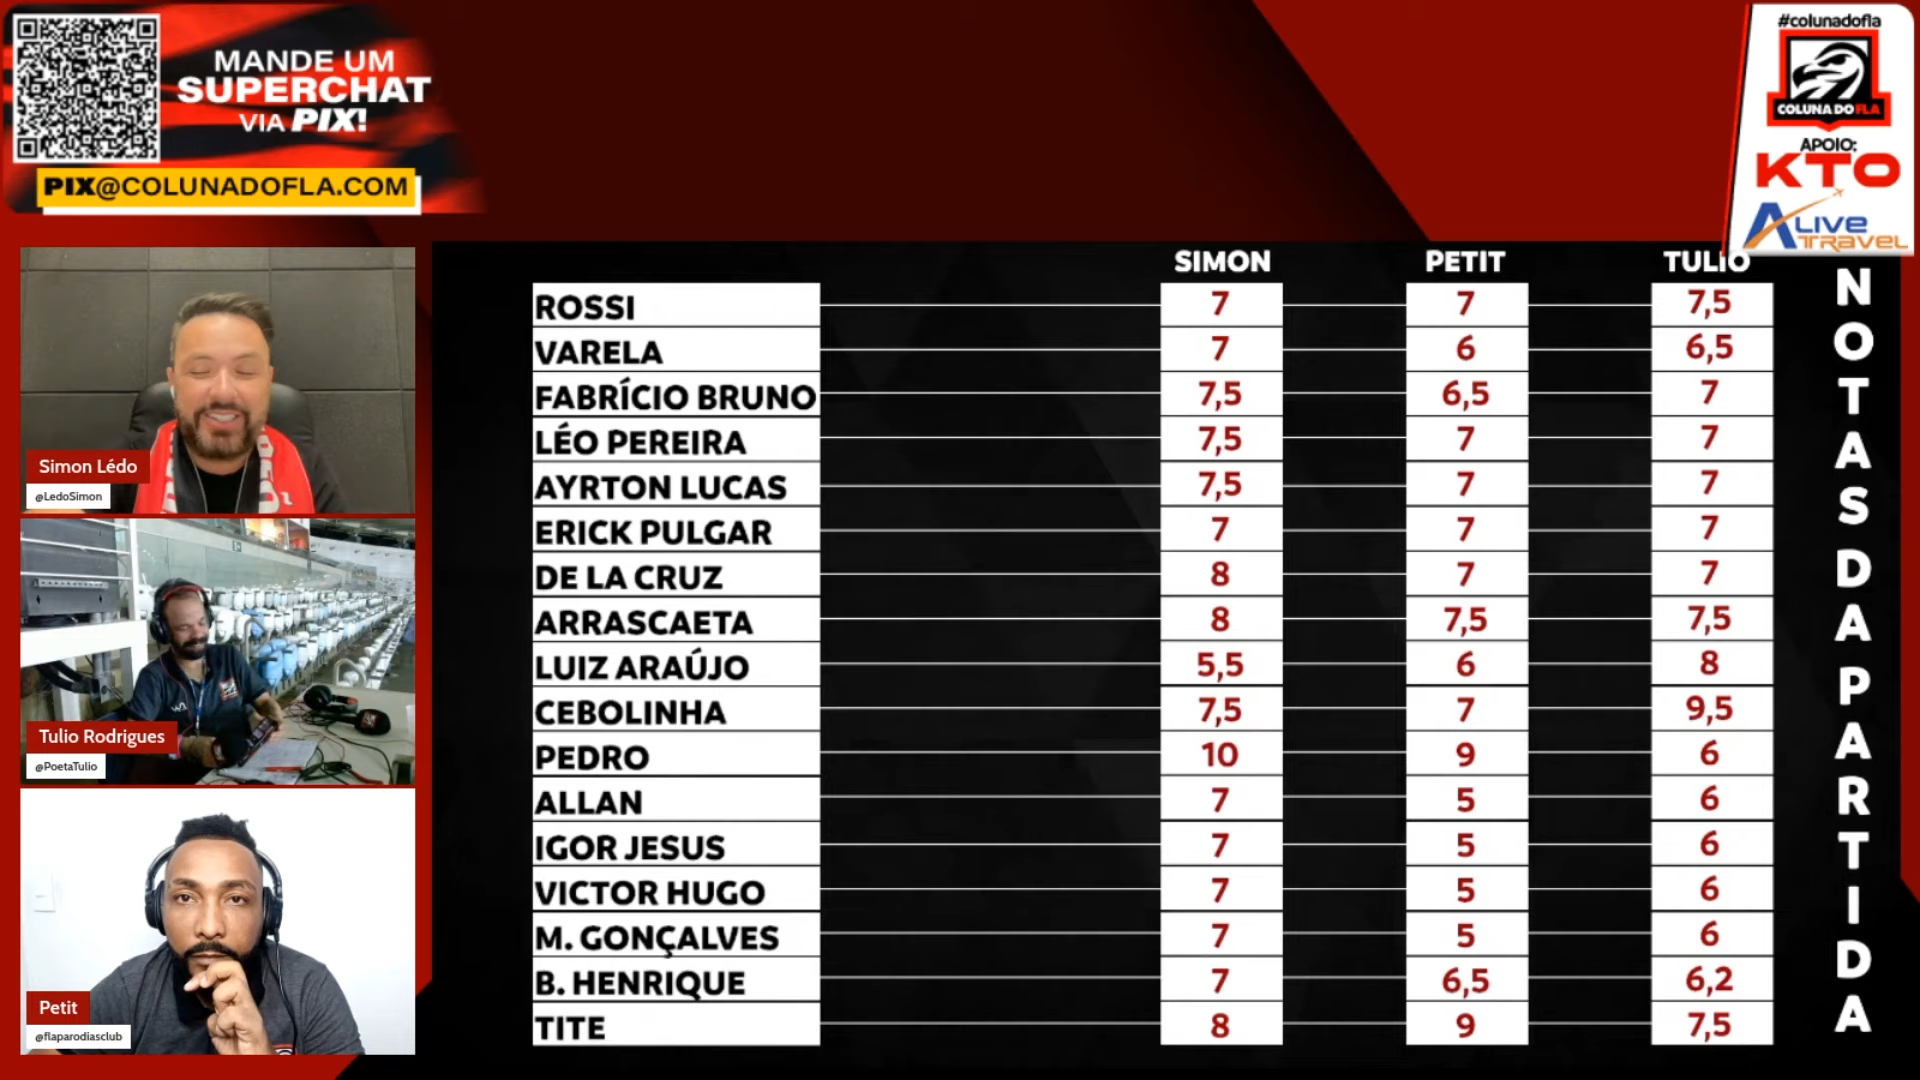 MANDE UM
SUPERCHAT
VIA PIX!
PIX@COLUNADOFLA.COM
#colunadofla
COLUNA DO FLA
APOIO:
KTO
ALIVE
TRAVEL
Simon Lédo
@LedoSimon
Tulio Rodrigues
@PoetaTulio
Petit
@flaparodiasclub
SIMON PETIT TULIO
ROSSI 7 7 7,5
VARELA 7 6 6,5
FABRÍCIO BRUNO 7,5 6,5 7
LÉO PEREIRA 7,5 7 7
AYRTON LUCAS 7,5 7 7
ERICK PULGAR 7 7 7
DE LA CRUZ 8 7 7
ARRASCAETA 8 7,5 7,5
LUIZ ARAÚJO 5,5 6 8
CEBOLINHA 7,5 7 9,5
PEDRO 10 9 6
ALLAN 7 5 6
IGOR JESUS 7 5 6
VICTOR HUGO 7 5 6
M. GONÇALVES 7 5 6
B. HENRIQUE 7 6,5 6,2
TITE 8 9 7,5
NOTAS DA PARTIDA